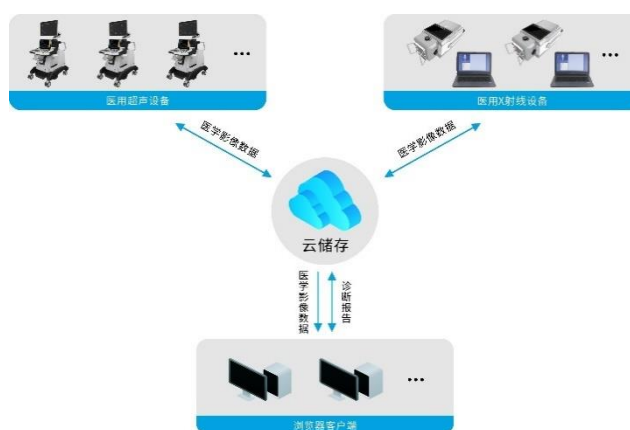 医用超声设备
医用X射线设备
医学影像数据
医学影像数据
云储存
医学影像数据
诊断报告
浏览器客户端